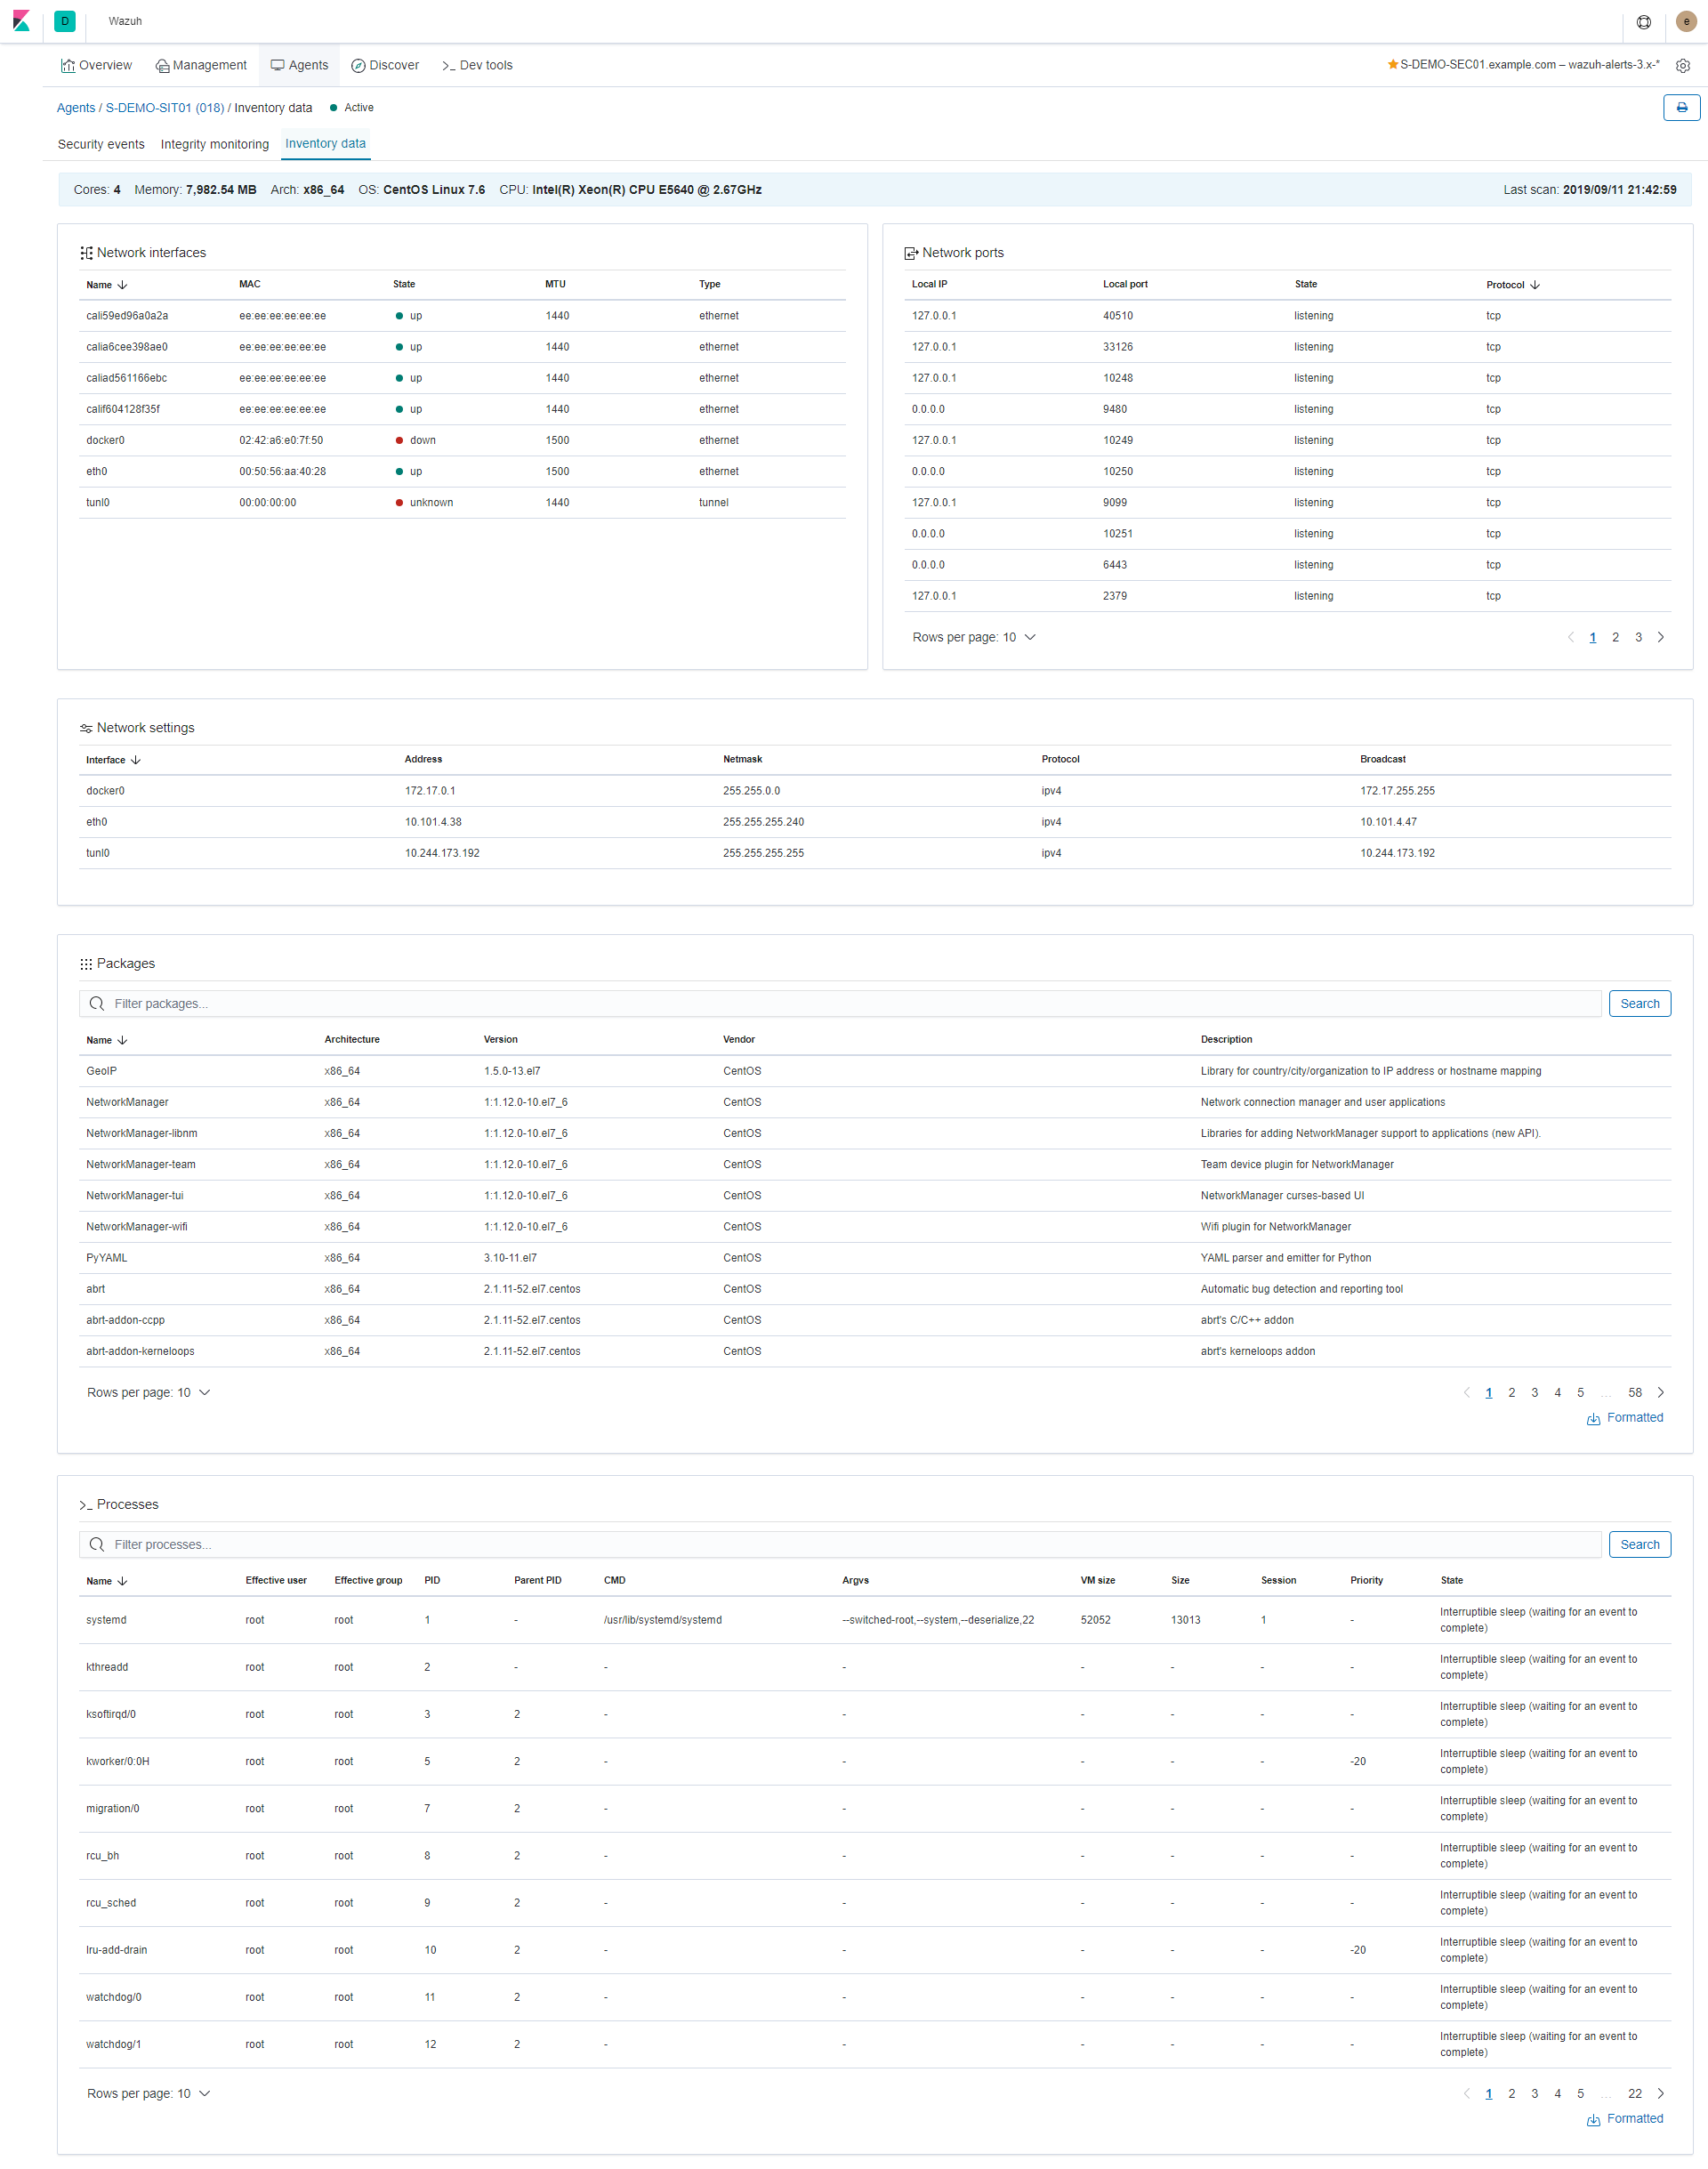 D Wazuh e
Overview Management Agents Discover >_ Dev tools S-DEMO-SEC01.example.com – wazuh-alerts-3.x-*
Agents / S-DEMO-SIT01 (018) / Inventory data Active
Security events Integrity monitoring Inventory data
Cores: 4 Memory: 7,982.54 MB Arch: x86_64 OS: CentOS Linux 7.6 CPU: Intel(R) Xeon(R) CPU E5640 @ 2.67GHz Last scan: 2019/09/11 21:42:59
Network interfaces
Name MAC State MTU Type
cali59ed96a0a2a ee:ee:ee:ee:ee:ee up 1440 ethernet
calia6cee398ae0 ee:ee:ee:ee:ee:ee up 1440 ethernet
caliad561166ebc ee:ee:ee:ee:ee:ee up 1440 ethernet
calif604128f35f ee:ee:ee:ee:ee:ee up 1440 ethernet
docker0 02:42:a6:e0:7f:50 down 1500 ethernet
eth0 00:50:56:aa:40:28 up 1500 ethernet
tunl0 00:00:00:00 unknown 1440 tunnel
Network ports
Local IP Local port State Protocol
127.0.0.1 40510 listening tcp
127.0.0.1 33126 listening tcp
127.0.0.1 10248 listening tcp
0.0.0.0 9480 listening tcp
127.0.0.1 10249 listening tcp
0.0.0.0 10250 listening tcp
127.0.0.1 9099 listening tcp
0.0.0.0 10251 listening tcp
0.0.0.0 6443 listening tcp
127.0.0.1 2379 listening tcp
Rows per page: 10 1 2 3
Network settings
Interface Address Netmask Protocol Broadcast
docker0 172.17.0.1 255.255.0.0 ipv4 172.17.255.255
eth0 10.101.4.38 255.255.255.240 ipv4 10.101.4.47
tunl0 10.244.173.192 255.255.255.255 ipv4 10.244.173.192
Packages
Filter packages... Search
Name Architecture Version Vendor Description
GeoIP x86_64 1.5.0-13.el7 CentOS Library for country/city/organization to IP address or hostname mapping
NetworkManager x86_64 1:1.12.0-10.el7_6 CentOS Network connection manager and user applications
NetworkManager-libnm x86_64 1:1.12.0-10.el7_6 CentOS Libraries for adding NetworkManager support to applications (new API).
NetworkManager-team x86_64 1:1.12.0-10.el7_6 CentOS Team device plugin for NetworkManager
NetworkManager-tui x86_64 1:1.12.0-10.el7_6 CentOS NetworkManager curses-based UI
NetworkManager-wifi x86_64 1:1.12.0-10.el7_6 CentOS Wifi plugin for NetworkManager
PyYAML x86_64 3.10-11.el7 CentOS YAML parser and emitter for Python
abrt x86_64 2.1.11-52.el7.centos CentOS Automatic bug detection and reporting tool
abrt-addon-ccpp x86_64 2.1.11-52.el7.centos CentOS abrt's C/C++ addon
abrt-addon-kerneloops x86_64 2.1.11-52.el7.centos CentOS abrt's kerneloops addon
Rows per page: 10 1 2 3 4 5 ... 58
Formatted
>_ Processes
Filter processes... Search
Name Effective user Effective group PID Parent PID CMD Argvs VM size Size Session Priority State
systemd root root 1 - /usr/lib/systemd/systemd --switched-root,--system,--deserialize,22 52052 13013 1 - Interruptible sleep (waiting for an event to
complete)
kthreadd root root 2 - - - - - - - Interruptible sleep (waiting for an event to
complete)
ksoftirqd/0 root root 3 2 - - - - - - Interruptible sleep (waiting for an event to
complete)
kworker/0:0H root root 5 2 - - - - - -20 Interruptible sleep (waiting for an event to
complete)
migration/0 root root 7 2 - - - - - - Interruptible sleep (waiting for an event to
complete)
rcu_bh root root 8 2 - - - - - - Interruptible sleep (waiting for an event to
complete)
rcu_sched root root 9 2 - - - - - - Interruptible sleep (waiting for an event to
complete)
lru-add-drain root root 10 2 - - - - - -20 Interruptible sleep (waiting for an event to
complete)
watchdog/0 root root 11 2 - - - - - - Interruptible sleep (waiting for an event to
complete)
watchdog/1 root root 12 2 - - - - - - Interruptible sleep (waiting for an event to
complete)
Rows per page: 10 1 2 3 4 5 ... 22
Formatted